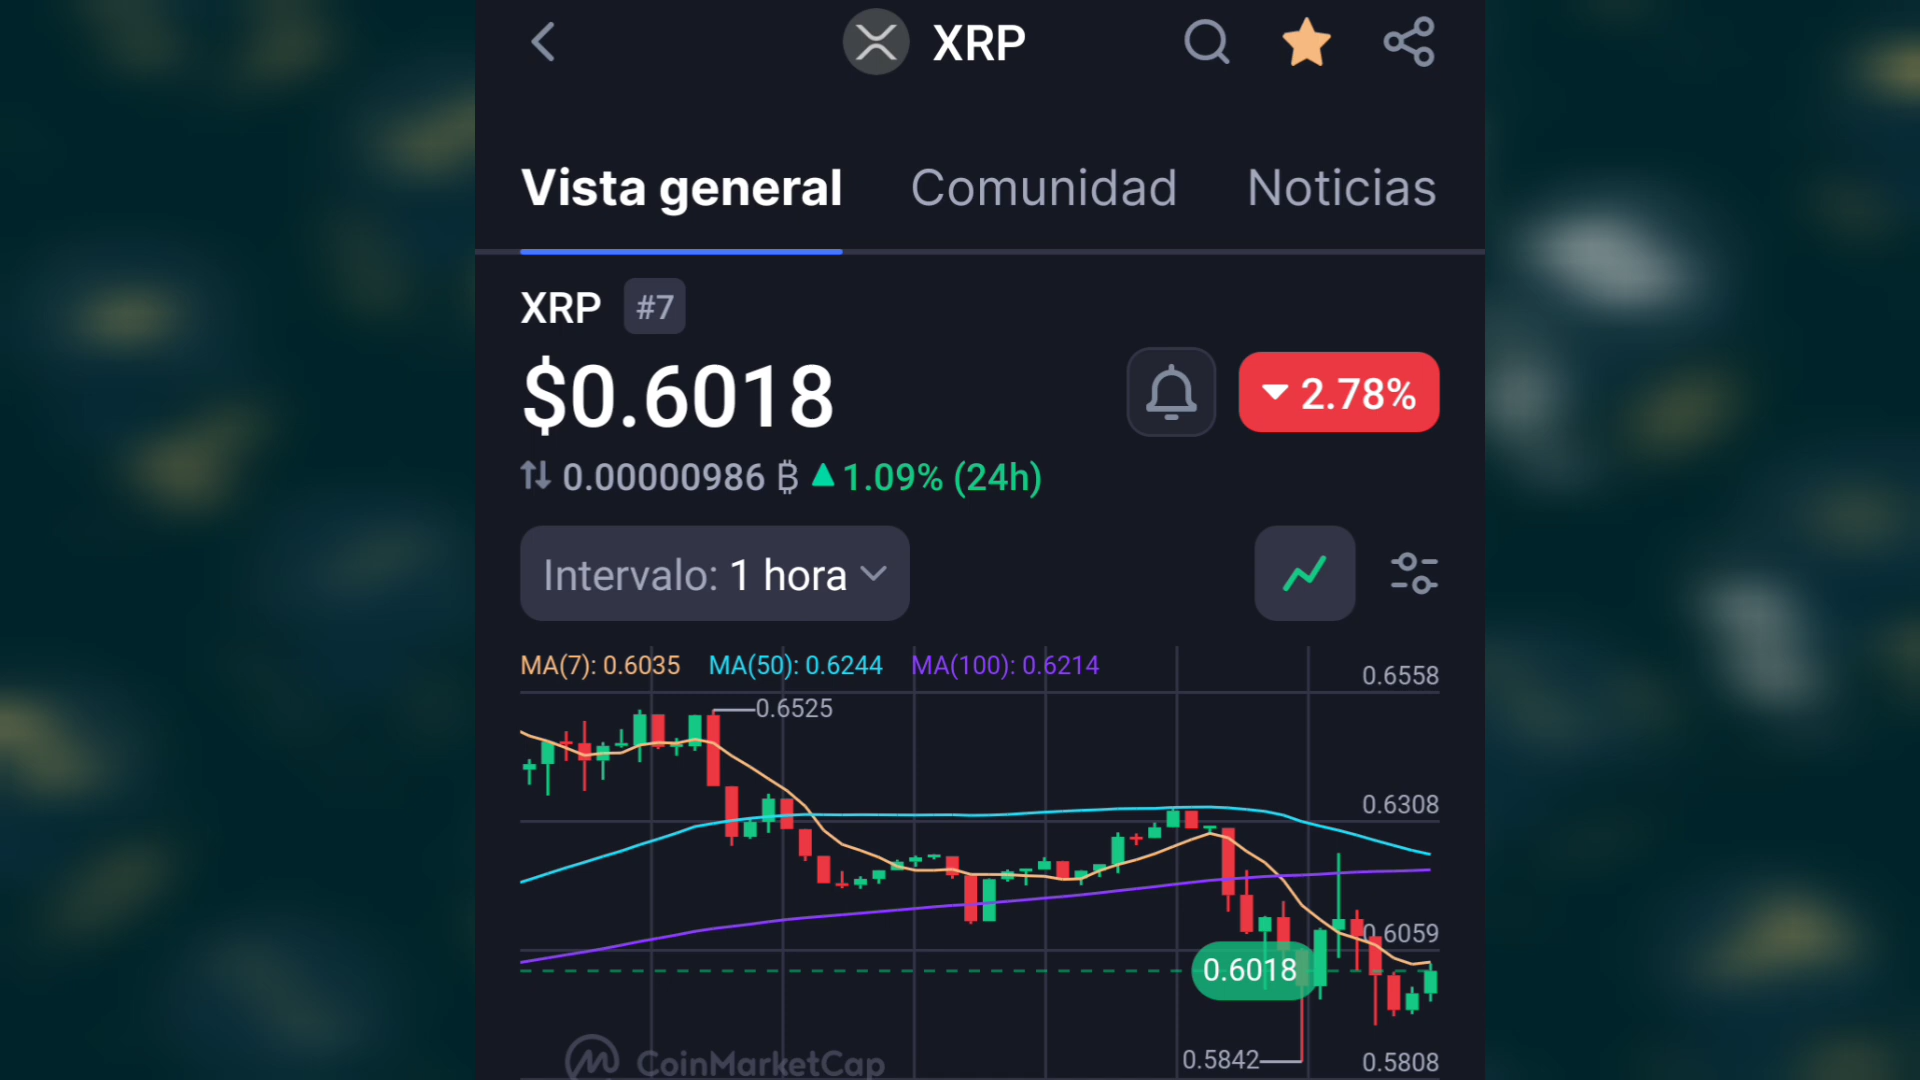 XRP
Vista general Comunidad Noticias
XRP #7
$0.6018
2.78%
0.00000986 ₿ 1.09% (24h)
Intervalo: 1 hora
MA(7): 0.6035 MA(50): 0.6244 MA(100): 0.6214
0.6558
0.6525
0.6308
0.6059
0.6018
0.5842
0.5808
CoinMarketCap